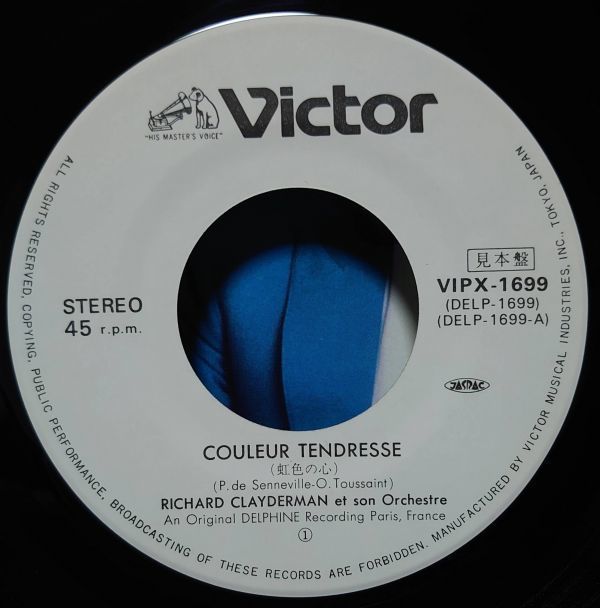 Victor
"HIS MASTER'S VOICE"
見本盤
VIPX-1699
(DELP-1699)
(DELP-1699-A)
STEREO
45 r.p.m.
JASRAC
COULEUR TENDRESSE
(虹色の心)
(P. de Senneville-O. Toussaint)
RICHARD CLAYDERMAN et son Orchestre
An Original DELPHINE Recording Paris, France
①
ALL RIGHTS RESERVED, COPYING, PUBLIC PERFORMANCE, BROADCASTING OF THESE RECORDS ARE FORBIDDEN. MANUFACTURED BY VICTOR MUSICAL INDUSTRIES, INC., TOKYO, JAPAN